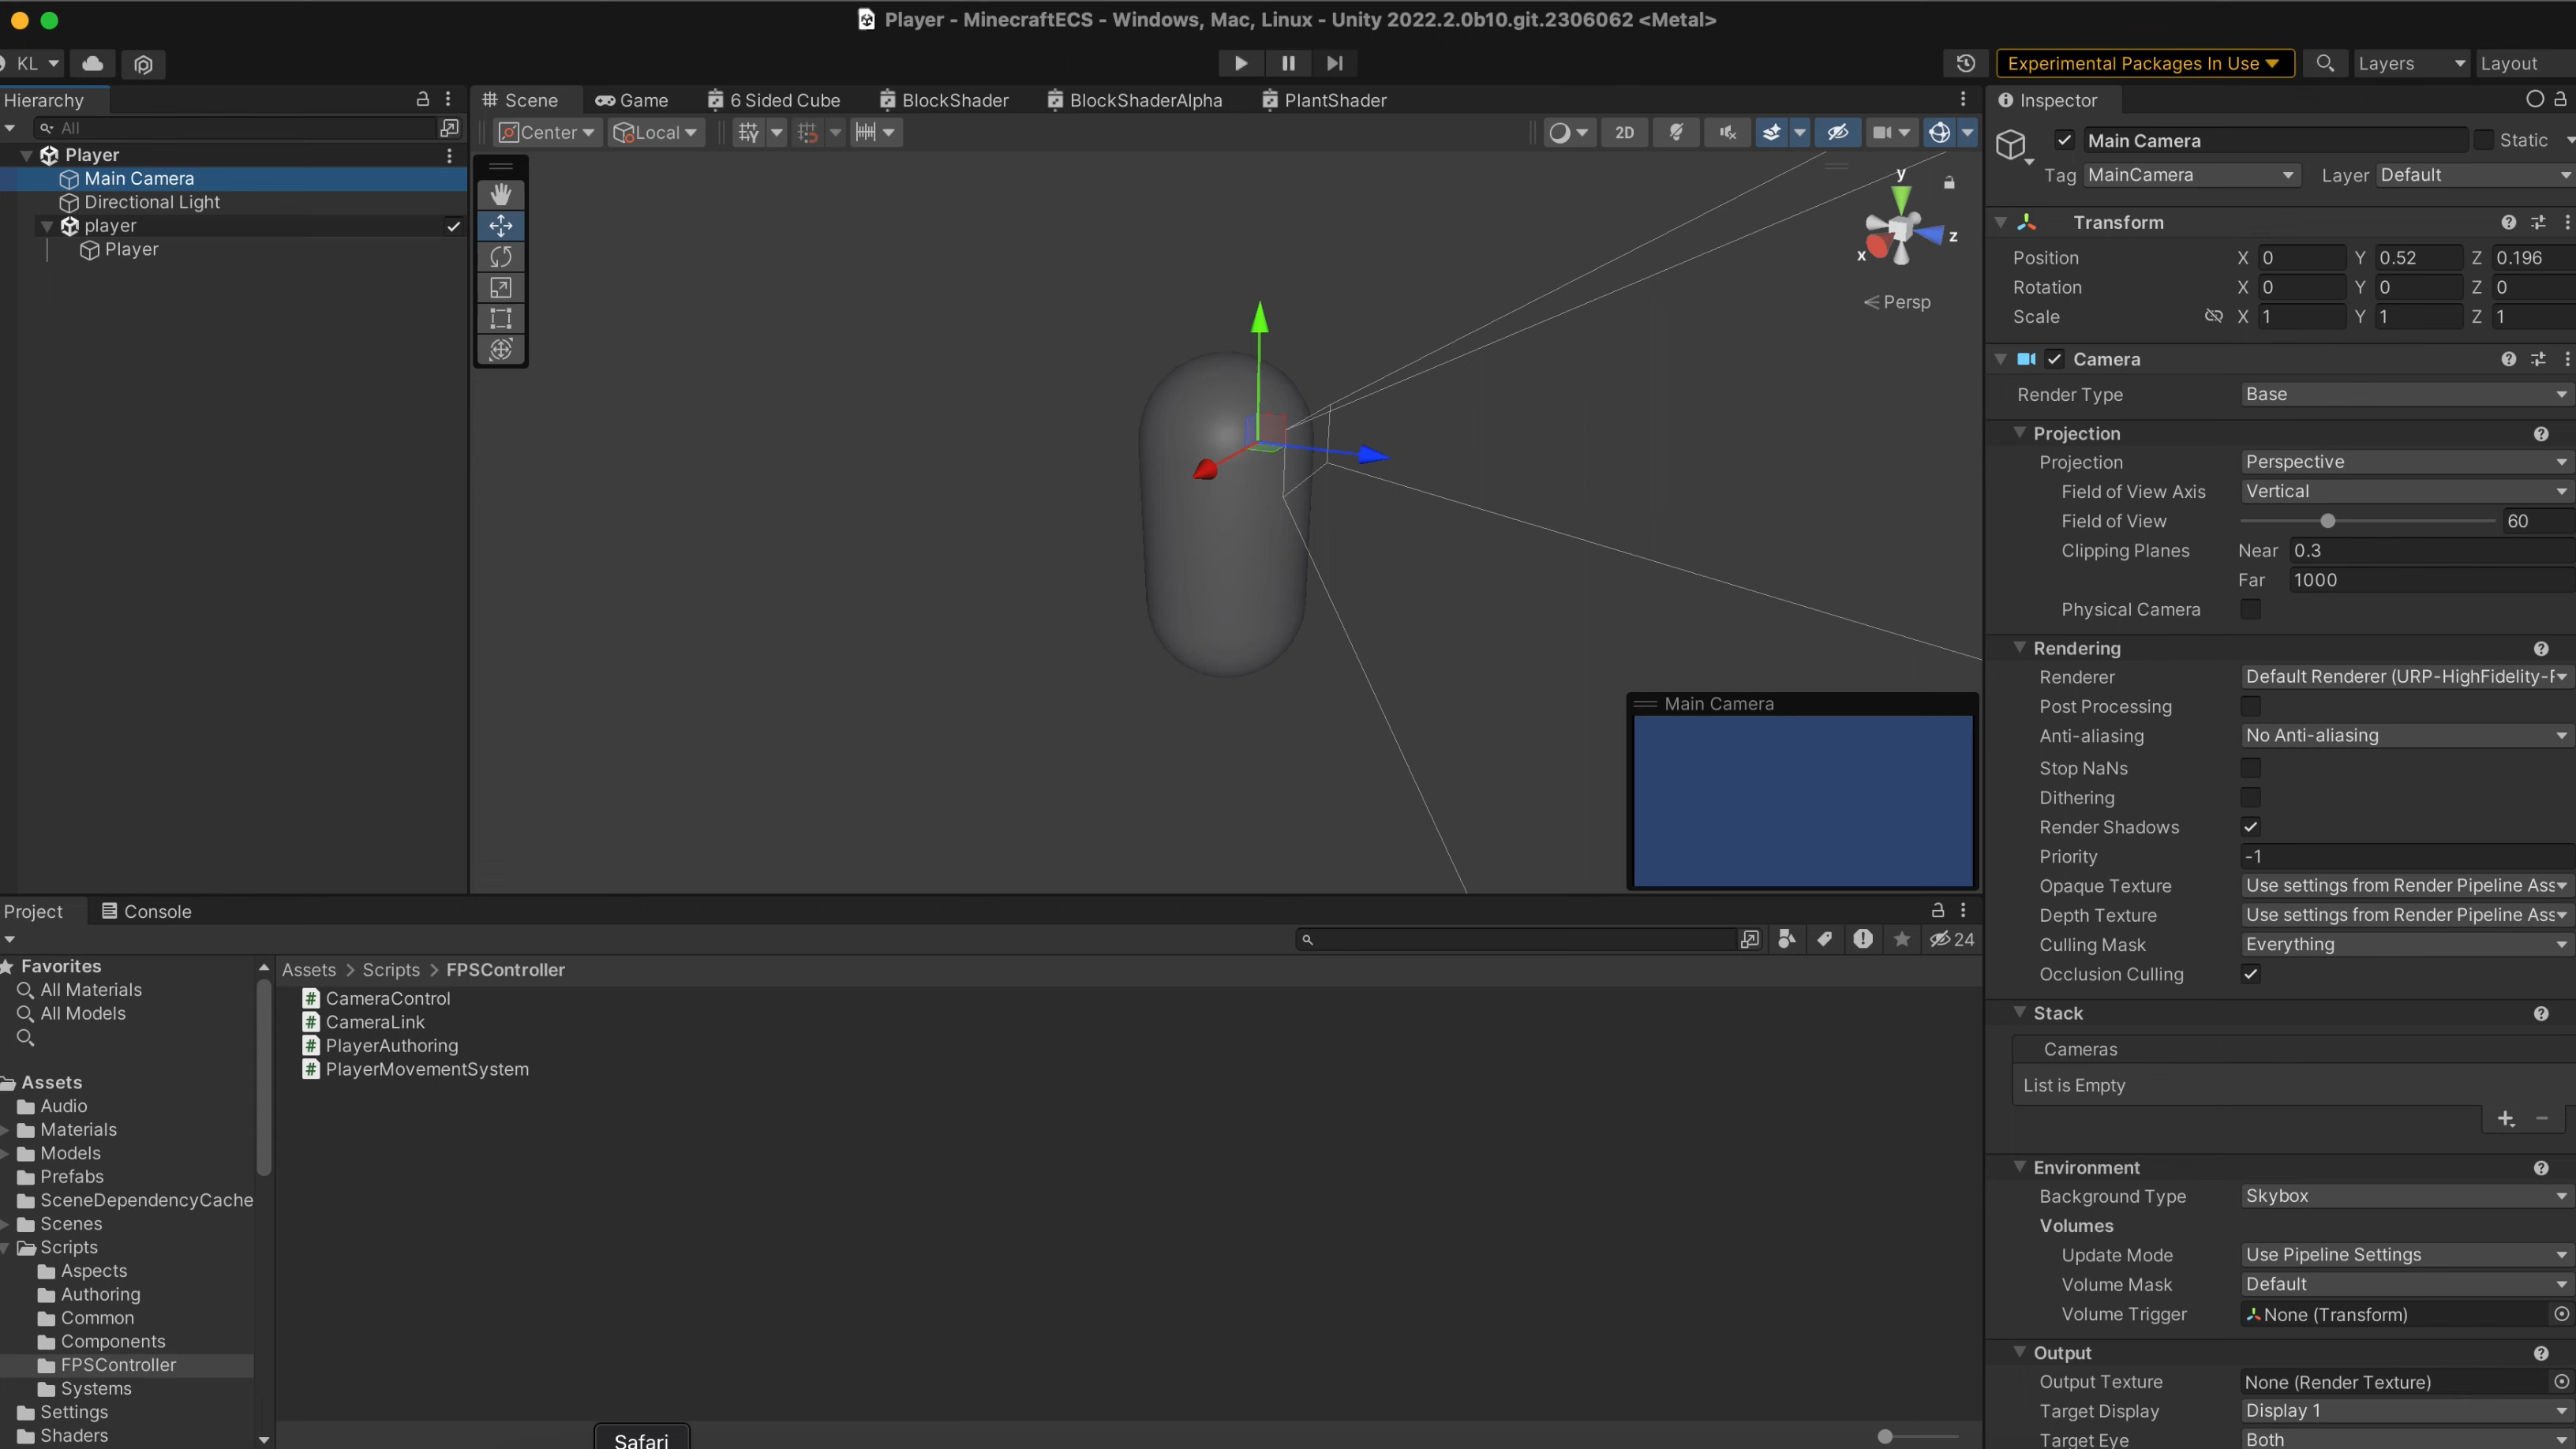 Player - MinecraftECS - Windows, Mac, Linux - Unity 2022.2.0b10.git.2306062 <Metal>
KL
Experimental Packages In Use
Layers
Layout
Hierarchy
All
Player
Main Camera
Directional Light
player
Player
Scene
Game
6 Sided Cube
BlockShader
BlockShaderAlpha
PlantShader
Center
Local
2D
y
z
x
Persp
Main Camera
Inspector
Main Camera
Static
Tag MainCamera Layer Default
Transform
Position X 0 Y 0.52 Z 0.196
Rotation X 0 Y 0 Z 0
Scale X 1 Y 1 Z 1
Camera
Render Type Base
Projection
Projection Perspective
Field of View Axis Vertical
Field of View 60
Clipping Planes Near 0.3
Far 1000
Physical Camera
Rendering
Renderer Default Renderer (URP-HighFidelity-
Post Processing
Anti-aliasing No Anti-aliasing
Stop NaNs
Dithering
Render Shadows
Priority -1
Opaque Texture Use settings from Render Pipeline Ass
Depth Texture Use settings from Render Pipeline Ass
Culling Mask Everything
Occlusion Culling
Stack
Cameras
List is Empty
Environment
Background Type Skybox
Volumes
Update Mode Use Pipeline Settings
Volume Mask Default
Volume Trigger None (Transform)
Output
Output Texture None (Render Texture)
Target Display Display 1
Target Eye Both
Project
Console
24
Favorites
All Materials
All Models
Assets
Audio
Materials
Models
Prefabs
SceneDependencyCache
Scenes
Scripts
Aspects
Authoring
Common
Components
FPSController
Systems
Settings
Shaders
Assets > Scripts > FPSController
CameraControl
CameraLink
PlayerAuthoring
PlayerMovementSystem
Safari